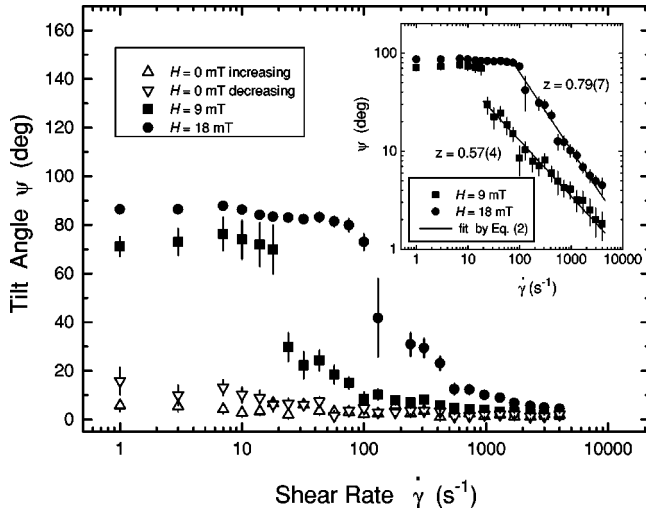 160
140
120
100
80
60
40
20
0
Tilt Angle ψ (deg)
H = 0 mT increasing
H = 0 mT decreasing
H = 9 mT
H = 18 mT
1
10
100
1000
10000
Shear Rate γ̇ (s⁻¹)
100
10
1
ψ (deg)
z = 0.79(7)
z = 0.57(4)
H = 9 mT
H = 18 mT
fit by Eq. (2)
1 10 100 1000 10000
γ̇ (s⁻¹)